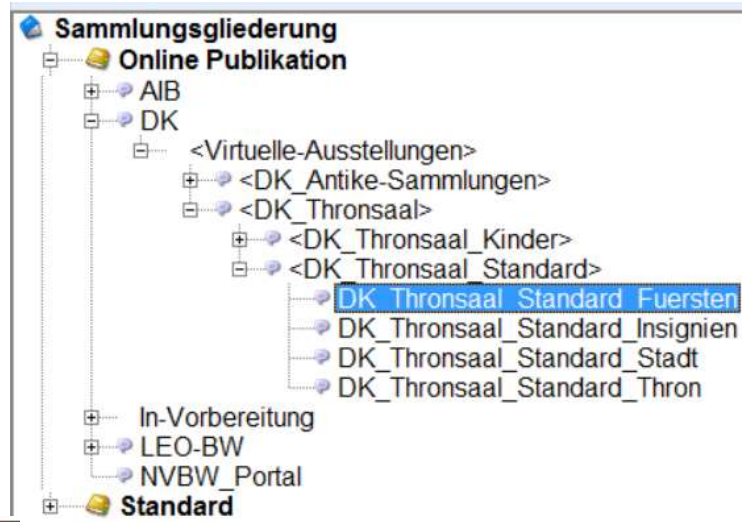 Sammlungsgliederung
Online Publikation
AIB
DK
<Virtuelle-Ausstellungen>
<DK_Antike-Sammlungen>
<DK_Thronsaal>
<DK_Thronsaal_Kinder>
<DK_Thronsaal_Standard>
DK_Thronsaal_Standard_Fuersten
DK_Thronsaal_Standard_Insignien
DK_Thronsaal_Standard_Stadt
DK_Thronsaal_Standard_Thron
In-Vorbereitung
LEO-BW
NVBW_Portal
Standard